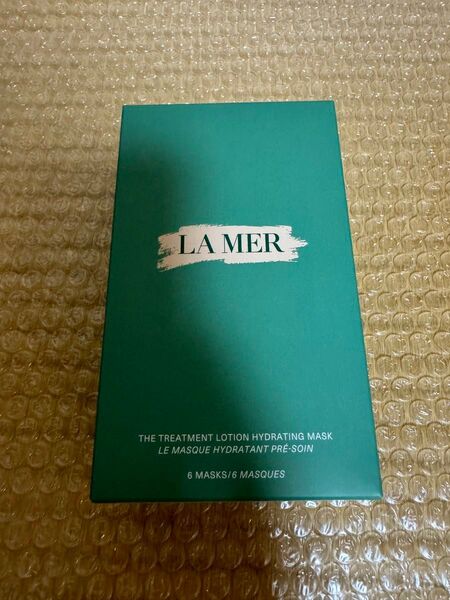 LA MER
THE TREATMENT LOTION HYDRATING MASK
LE MASQUE HYDRATANT PRÉ-SOIN
6 MASKS/6 MASQUES